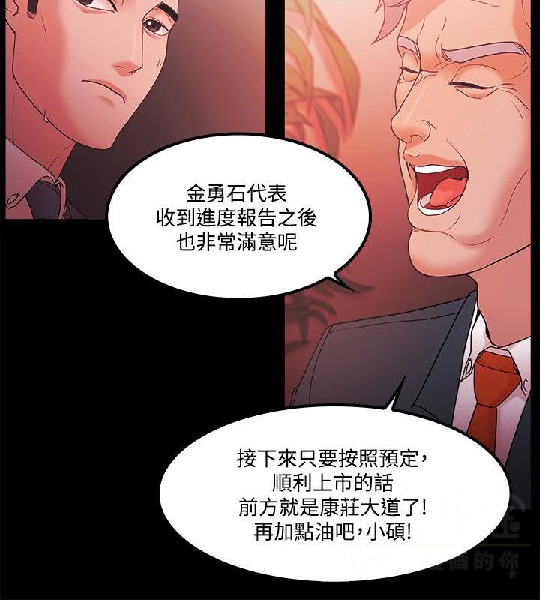 金勇石代表
收到進度報告之後
也非常滿意呢
接下來只要按照預定，
順利上市的話
前方就是康莊大道了！
再加點油吧，小碩！
的你